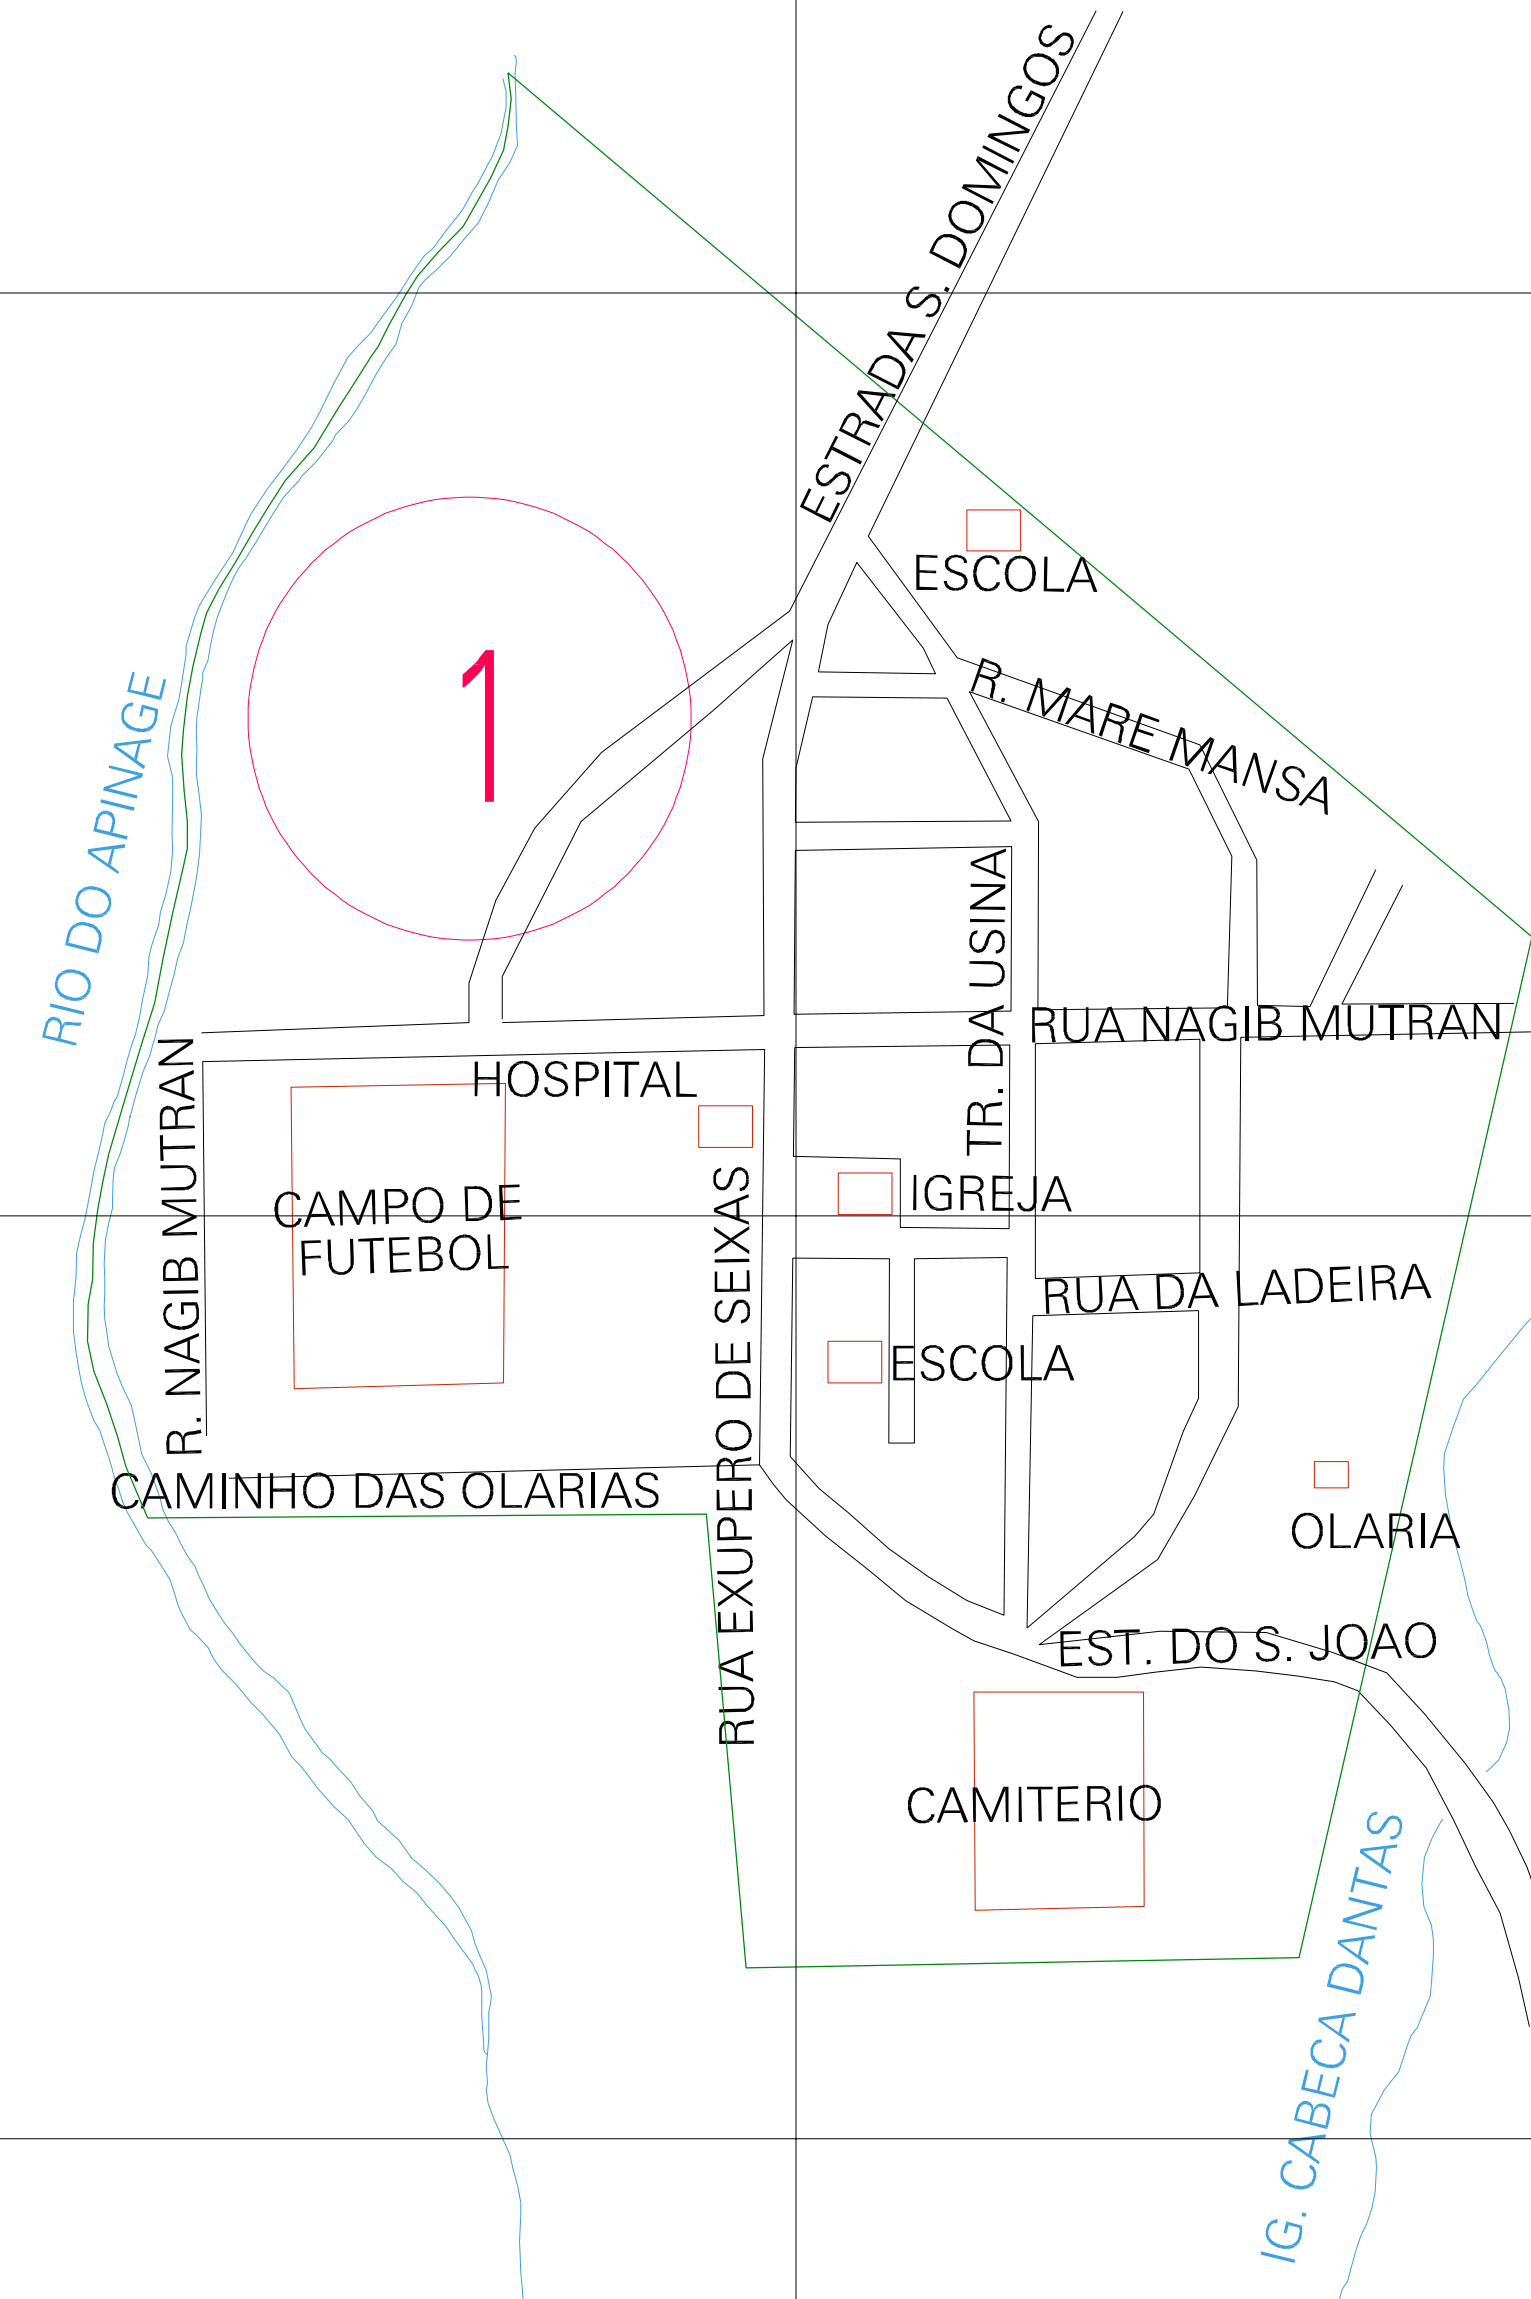 ESTRADA S. DOMINGOS
ESCOLA
1
R. MARE MANSA
RIO DO APINAGE
TR. DA USINA
RUA NAGIB MUTRAN
R. NAGIB MUTRAN
HOSPITAL
CAMPO DE
FUTEBOL
IGREJA
RUA EXUPERO DE SEIXAS
RUA DA LADEIRA
ESCOLA
CAMINHO DAS OLARIAS
OLARIA
EST. DO S. JOAO
CAMITERIO
IG. CABECA DANTAS